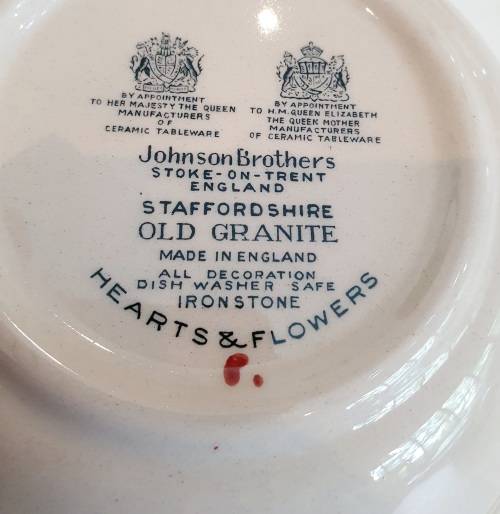 BY APPOINTMENT
TO HER MAJESTY THE QUEEN
MANUFACTURERS
OF
CERAMIC TABLEWARE
BY APPOINTMENT
TO H.M. QUEEN ELIZABETH
THE QUEEN MOTHER
MANUFACTURERS
OF CERAMIC TABLEWARE
Johnson Brothers
STOKE-ON-TRENT
ENGLAND
STAFFORDSHIRE
OLD GRANITE
MADE IN ENGLAND
ALL DECORATION
DISH WASHER SAFE
IRONSTONE
HEARTS & FLOWERS